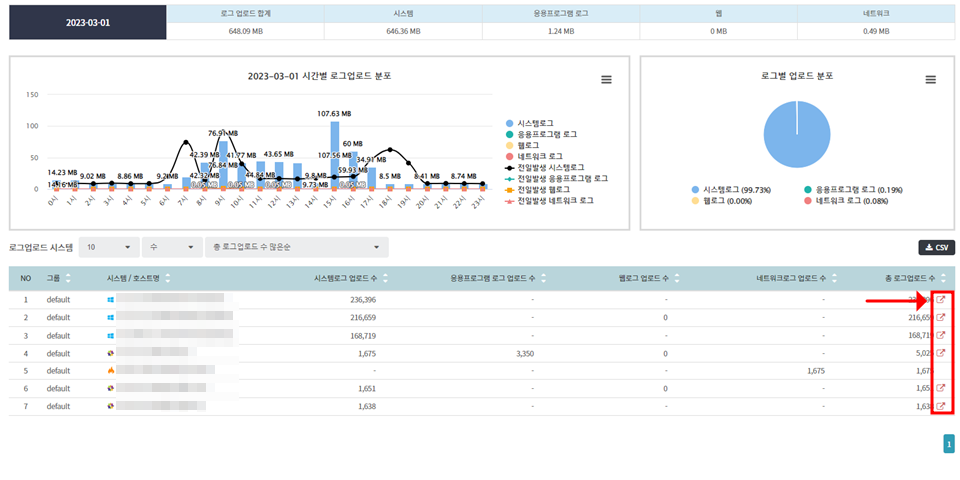 2023-03-01
로그 업로드 합계 시스템 응용프로그램 로그 웹 네트워크
648.09 MB 646.36 MB 1.24 MB 0 MB 0.49 MB
2023-03-01 시간별 로그업로드 분포
150
100
50
0
107.63 MB
76.91 MB
60 MB
42.39 MB
41.77 MB
43.65 MB
107.56 MB
34.91 MB
14.23 MB
9.02 MB
8.86 MB
76.84 MB
44.84 MB
9.8 MB
59.93 MB
8.5 MB
8.41 MB
8.74 MB
42.32 MB
9.73 MB
0.05 MB
0.05 MB
0.05 MB
0.05 MB
0시 1시 2시 3시 4시 5시 6시 7시 8시 9시 10시 11시 12시 13시 14시 15시 16시 17시 18시 19시 20시 21시 22시 23시
시스템로그
응용프로그램 로그
웹로그
네트워크 로그
전일발생 시스템로그
전일발생 응용프로그램 로그
전일발생 웹로그
전일발생 네트워크 로그
로그별 업로드 분포
시스템로그 (99.73%) 응용프로그램 로그 (0.19%)
웹로그 (0.00%) 네트워크 로그 (0.08%)
로그업로드 시스템 10 수 총 로그업로드 수 많은순 CSV
NO 그룹 시스템 / 호스트명 시스템로그 업로드 수 응용프로그램 로그 업로드 수 웹로그 업로드 수 네트워크로그 업로드 수 총 로그업로드 수
1 default 236,396 - - -
2 default 216,659 - 0 - 216,659
3 default 168,719 - - - 168,719
4 default 1,675 3,350 0 - 5,025
5 default - - - 1,675 1,675
6 default 1,651 - 0 - 1,651
7 default 1,638 - - - 1,638
1